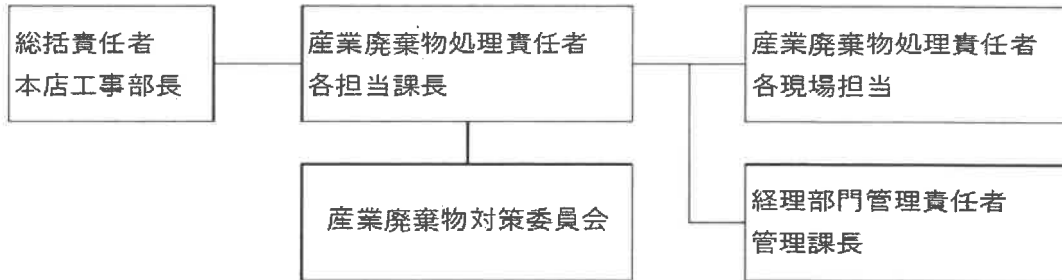 総括責任者
本店工事部長
産業廃棄物処理責任者
各担当課長
産業廃棄物処理責任者
各現場担当
産業廃棄物対策委員会
経理部門管理責任者
管理課長